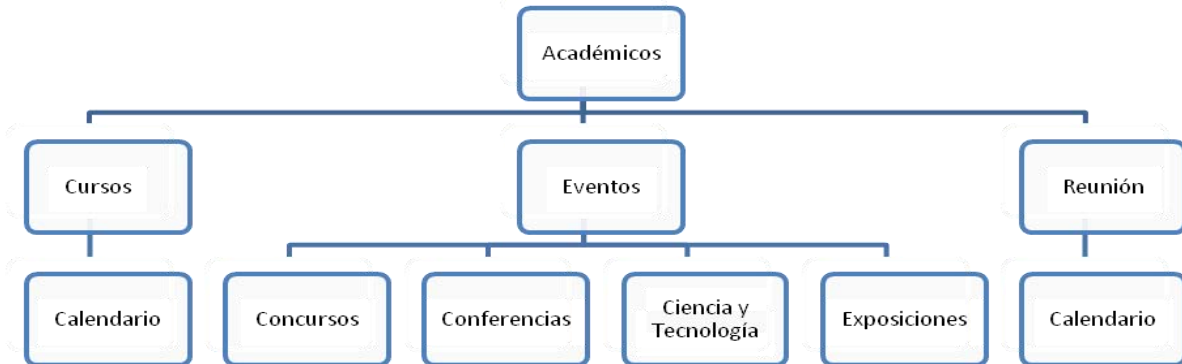 Académicos
Cursos
Eventos
Reunión
Calendario
Concursos
Conferencias
Ciencia y
Tecnología
Exposiciones
Calendario